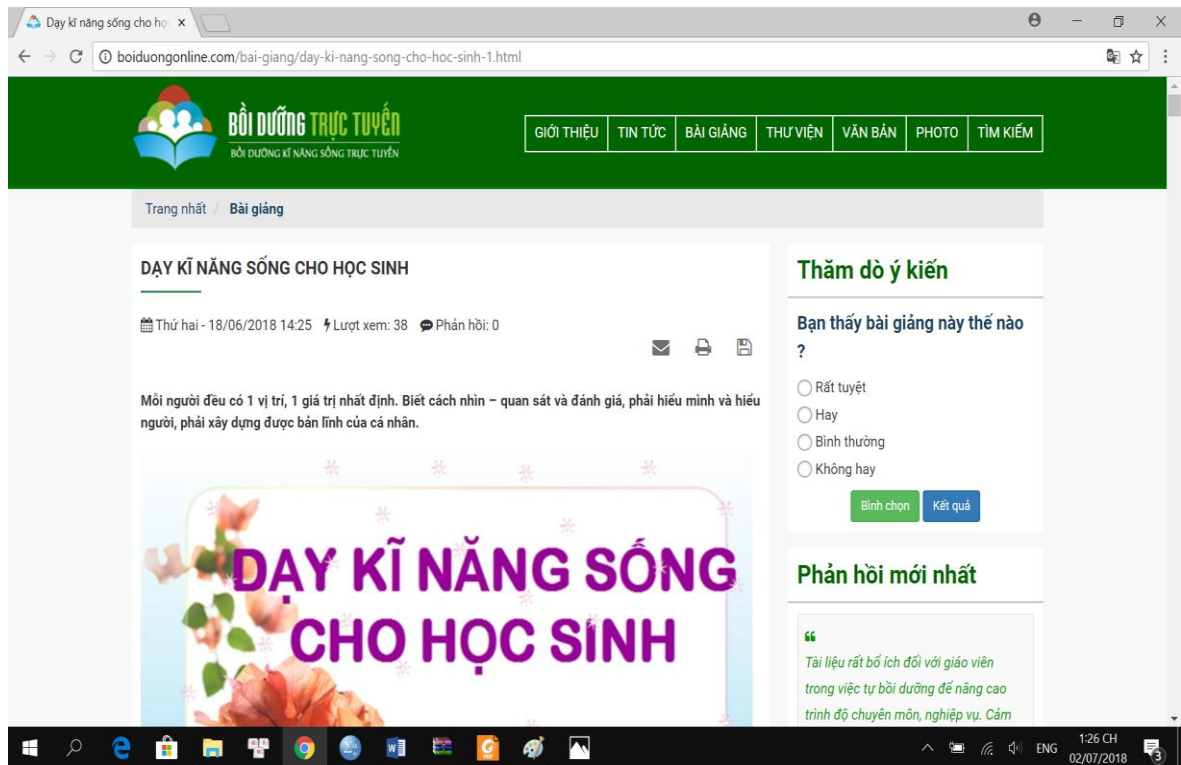 Dạy kĩ năng sống cho họ
boiduongonline.com/bai-giang/day-ki-nang-song-cho-hoc-sinh-1.html
BỒI DƯỠNG TRỰC TUYẾN
BỒI DƯỠNG KĨ NĂNG SỐNG TRỰC TUYẾN
GIỚI THIỆU TIN TỨC BÀI GIẢNG THƯ VIỆN VĂN BẢN PHOTO TÌM KIẾM
Trang nhất / Bài giảng
DẠY KĨ NĂNG SỐNG CHO HỌC SINH
Thứ hai - 18/06/2018 14:25 Lượt xem: 38 Phản hồi: 0
Mỗi người đều có 1 vị trí, 1 giá trị nhất định. Biết cách nhìn – quan sát và đánh giá, phải hiểu mình và hiểu
người, phải xây dựng được bản lĩnh của cá nhân.
DẠY KĨ NĂNG SỐNG
CHO HỌC SINH
Thăm dò ý kiến
Bạn thấy bài giảng này thế nào
?
Rất tuyệt
Hay
Bình thường
Không hay
Bình chọn Kết quả
Phản hồi mới nhất
Tài liệu rất bổ ích đối với giáo viên
trong việc tự bồi dưỡng để nâng cao
trình độ chuyên môn, nghiệp vụ. Cảm
ENG
1:26 CH
02/07/2018
3